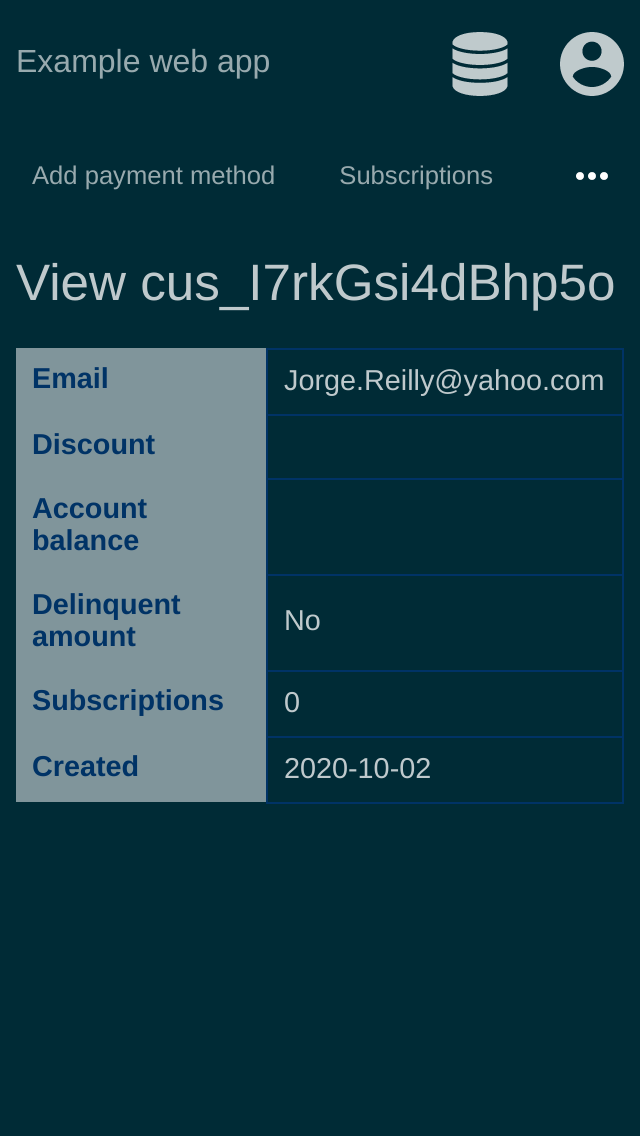 Example web app
Add payment method Subscriptions
View cus_I7rkGsi4dBhp5o
Email Jorge.Reilly@yahoo.com
Discount
Account
balance
Delinquent
amount
No
Subscriptions 0
Created 2020-10-02